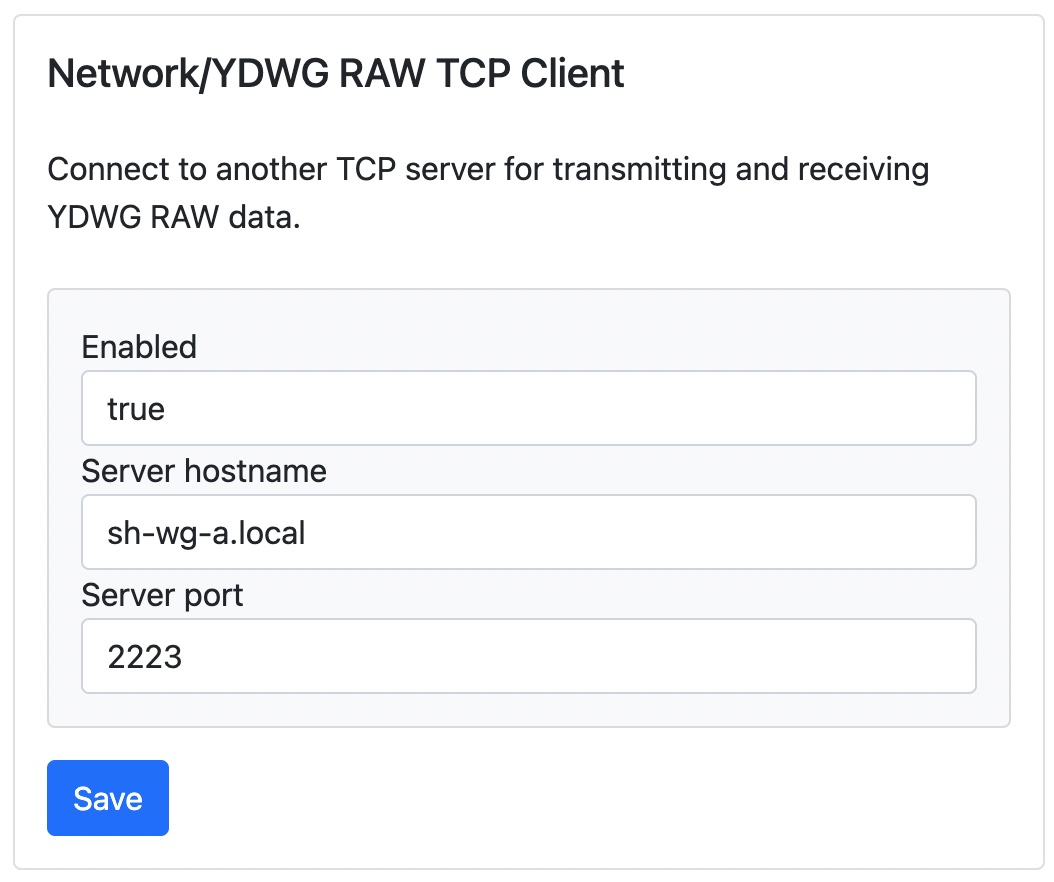 Network/YDWG RAW TCP Client
Connect to another TCP server for transmitting and receiving
YDWG RAW data.
Enabled
true
Server hostname
sh-wg-a.local
Server port
2223
Save